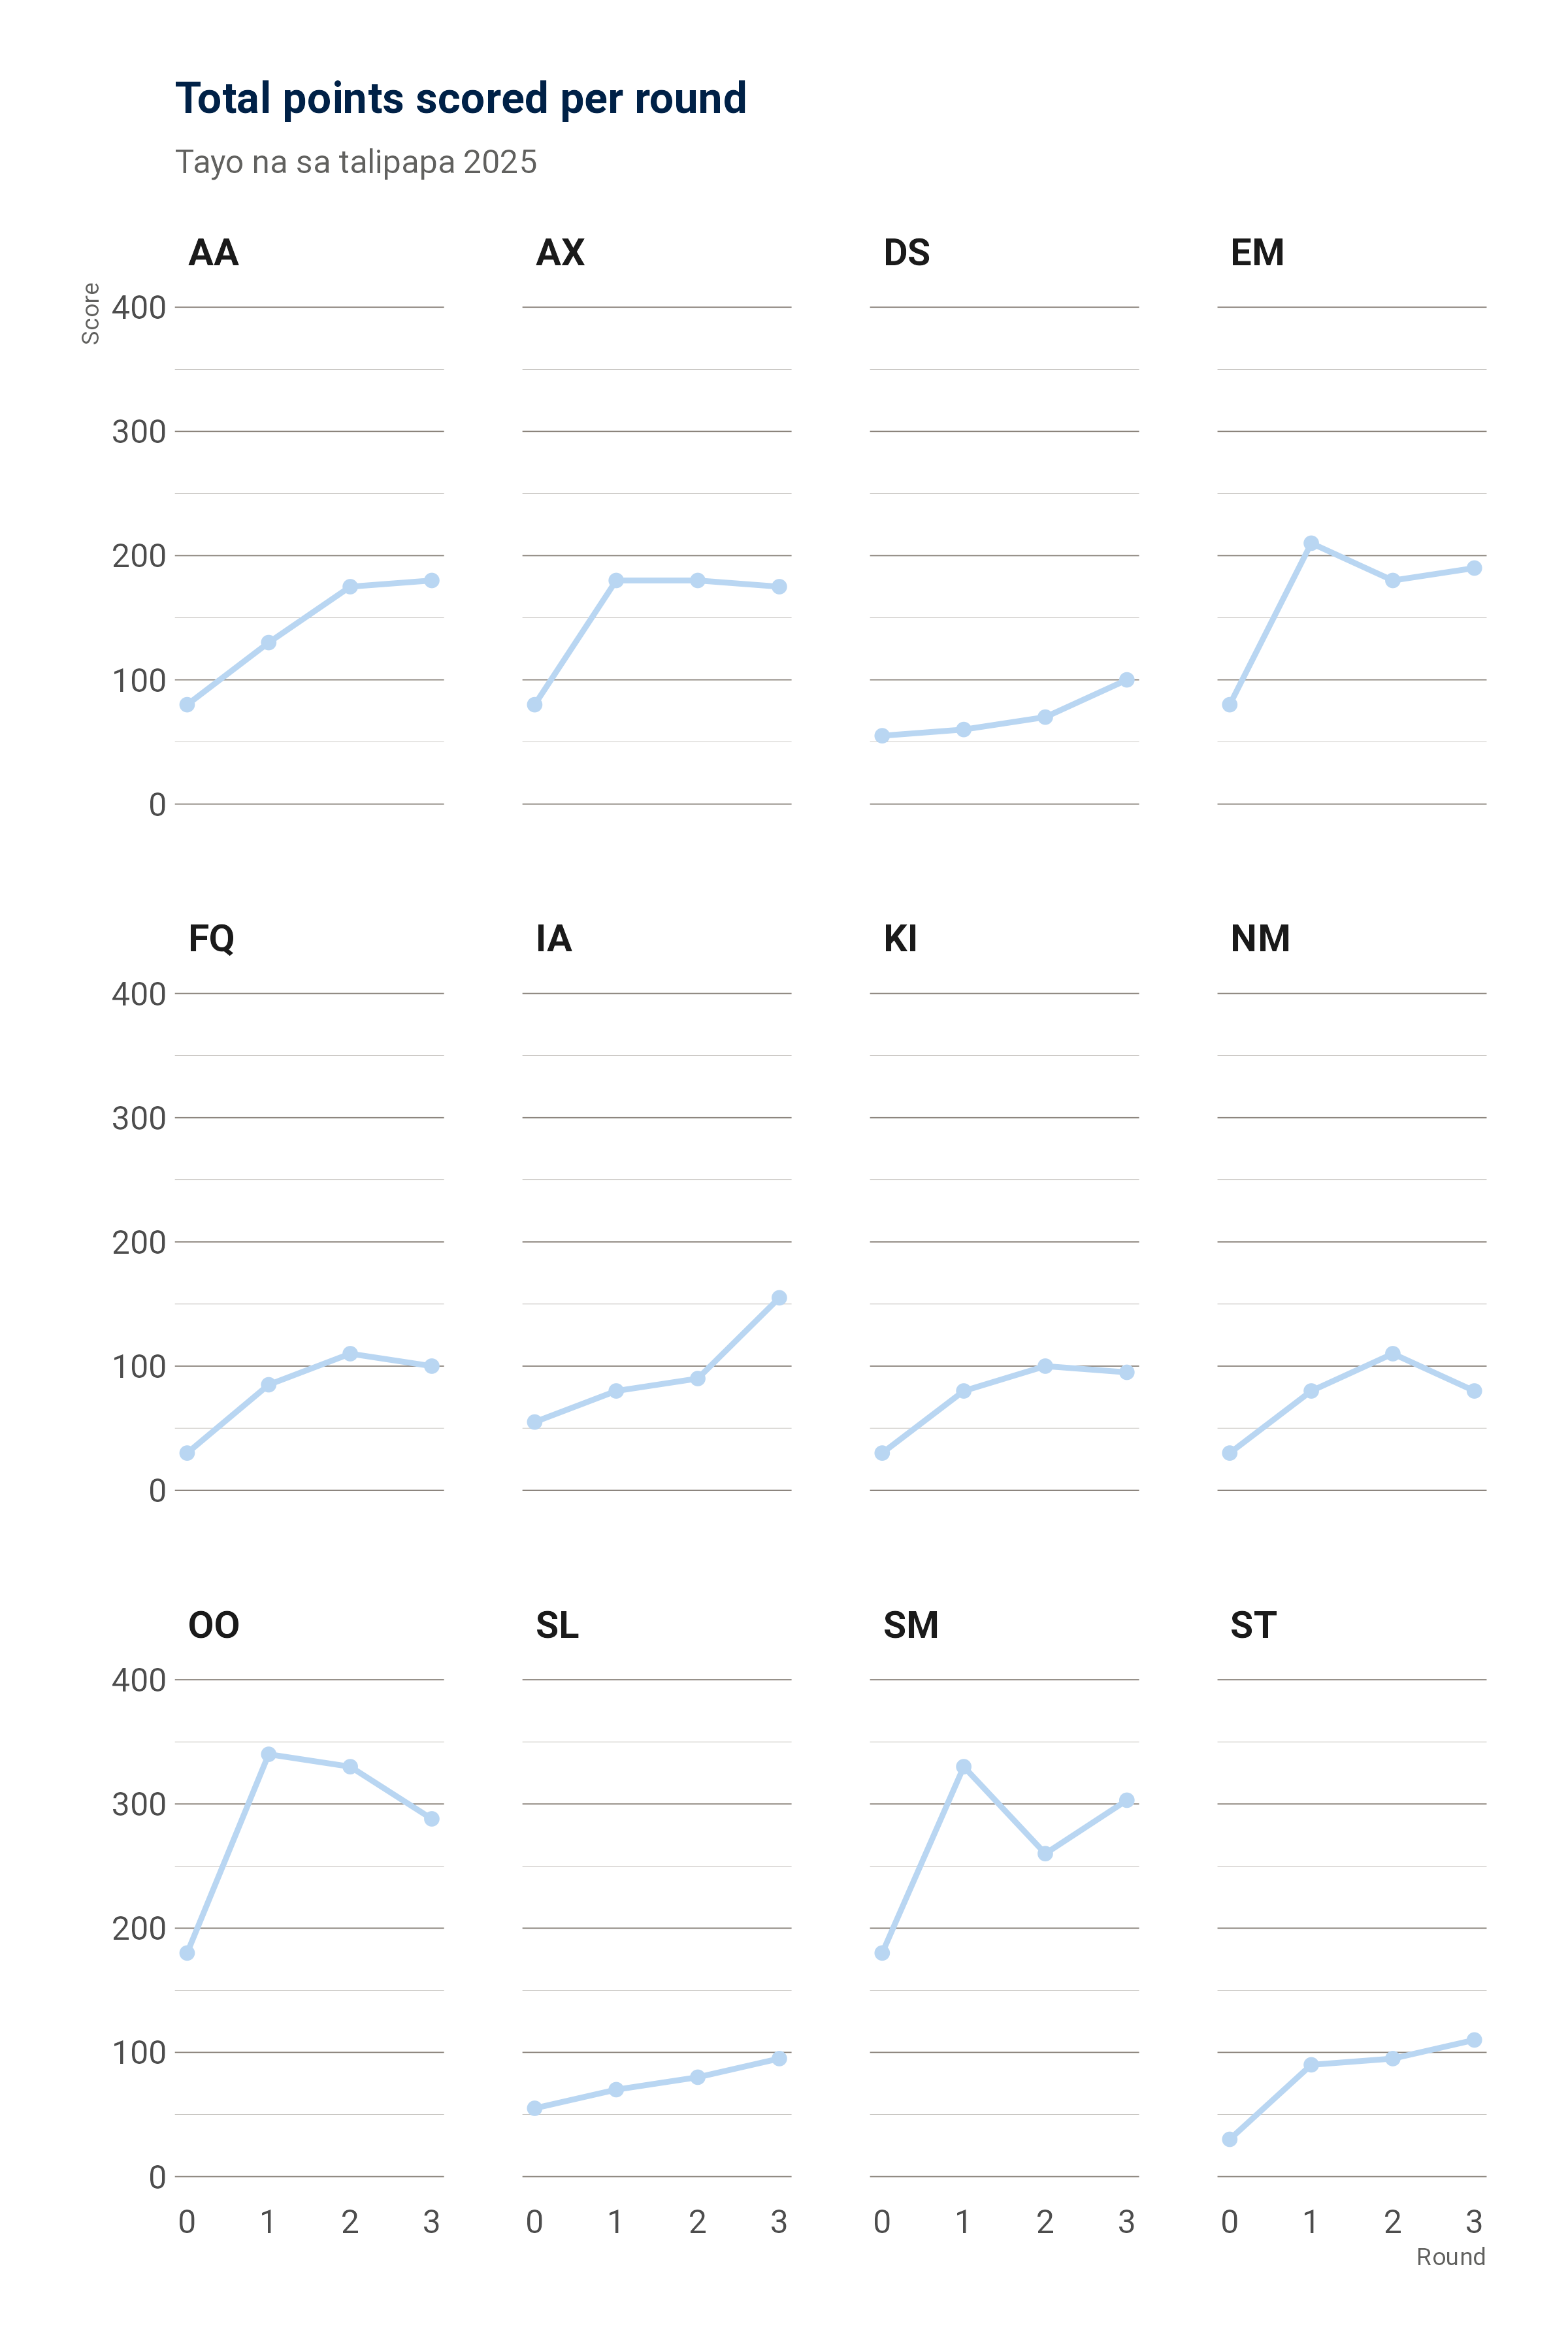 Total points scored per round
Tayo na sa talipapa 2025
AA AX DS EM
Score
400
300
200
100
0
FQ IA KI NM
400
300
200
100
0
OO SL SM ST
400
300
200
100
0
0 1 2 3 0 1 2 3 0 1 2 3 0 1 2 3
Round